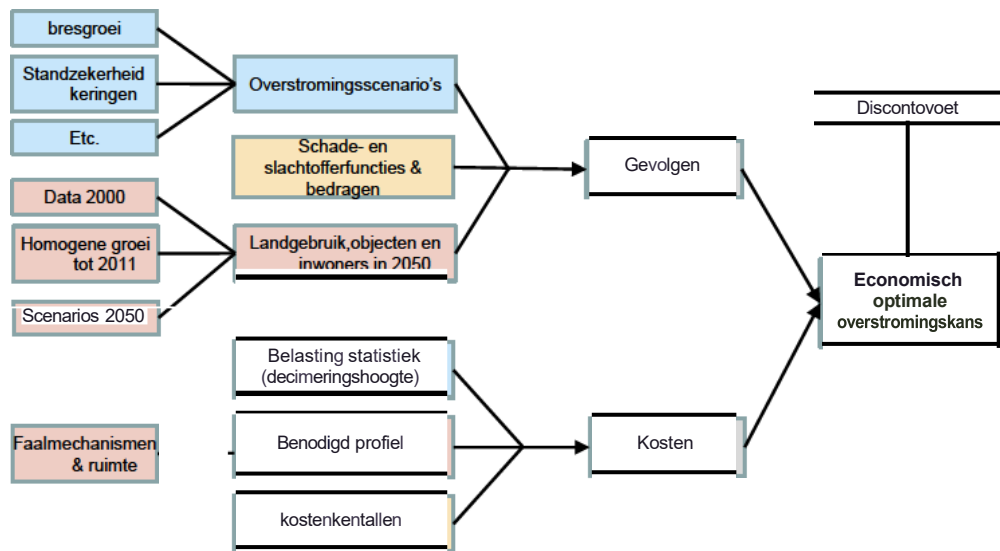 bresgroei
Standzekerheid
keringen
Etc.
Overstromingsscenario's
Schade- en
slachtofferfuncties &
bedragen
Data 2000
Homogene groei
tot 2011
Scenarios 2050
Landgebruik,objecten en
inwoners in 2050
Gevolgen
Discontovoet
Economisch
optimale
overstromingskans
Belasting statistiek
(decimeringshoogte)
Faalmechanismen
& ruimte
Benodigd profiel
Kosten
kostenkentallen